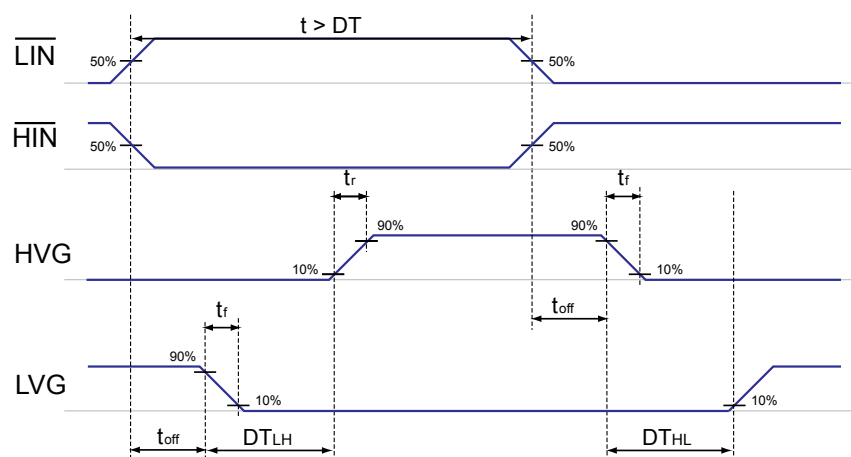 t > DT
LIN
50%
50%
HIN
50%
50%
tr
tf
HVG
90%
90%
10%
10%
tf
toff
LVG
90%
10%
10%
toff
DTLH
DTHL